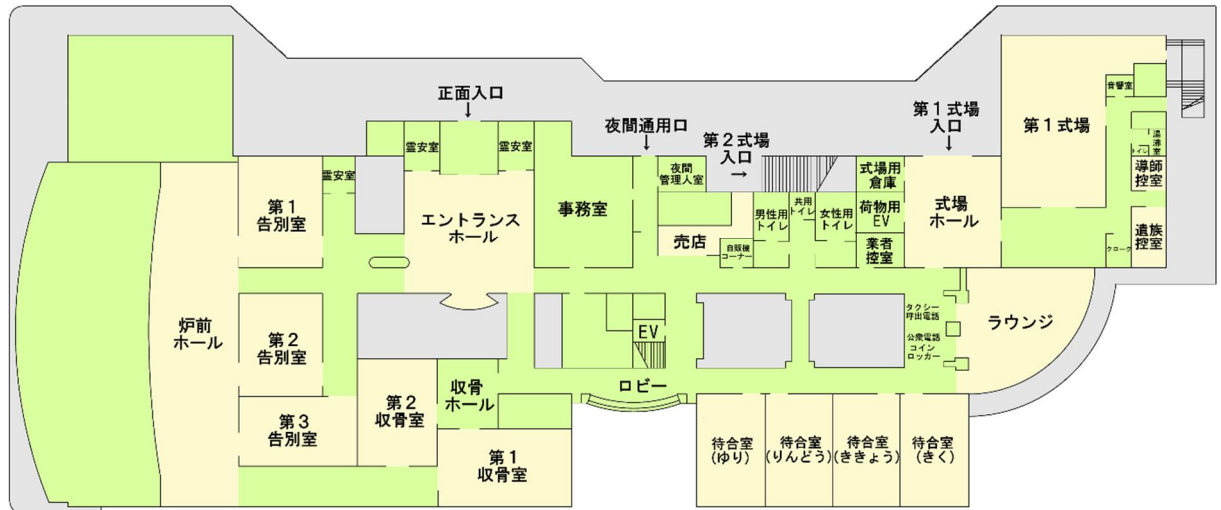 正面入口
↓
夜間通用口
↓
第2式場
入口
→
第1式場
入口
↓
霊安室
霊安室
霊安室
第1
告別室
エントランス
ホール
事務室
夜間
管理人室
売店
自販機
コーナー
男性用
トイレ
共用
トイレ
女性用
トイレ
式場用
倉庫
荷物用
EV
業者
控室
式場
ホール
第1式場
音響室
湯沸室
トイレ
導師
控室
遺族
控室
クローク
炉前
ホール
第2
告別室
第3
告別室
第2
収骨室
収骨
ホール
第1
収骨室
EV
ロビー
タクシー
呼出電話
公衆電話
コイン
ロッカー
ラウンジ
待合室
(ゆり)
待合室
(りんどう)
待合室
(ききょう)
待合室
(きく)